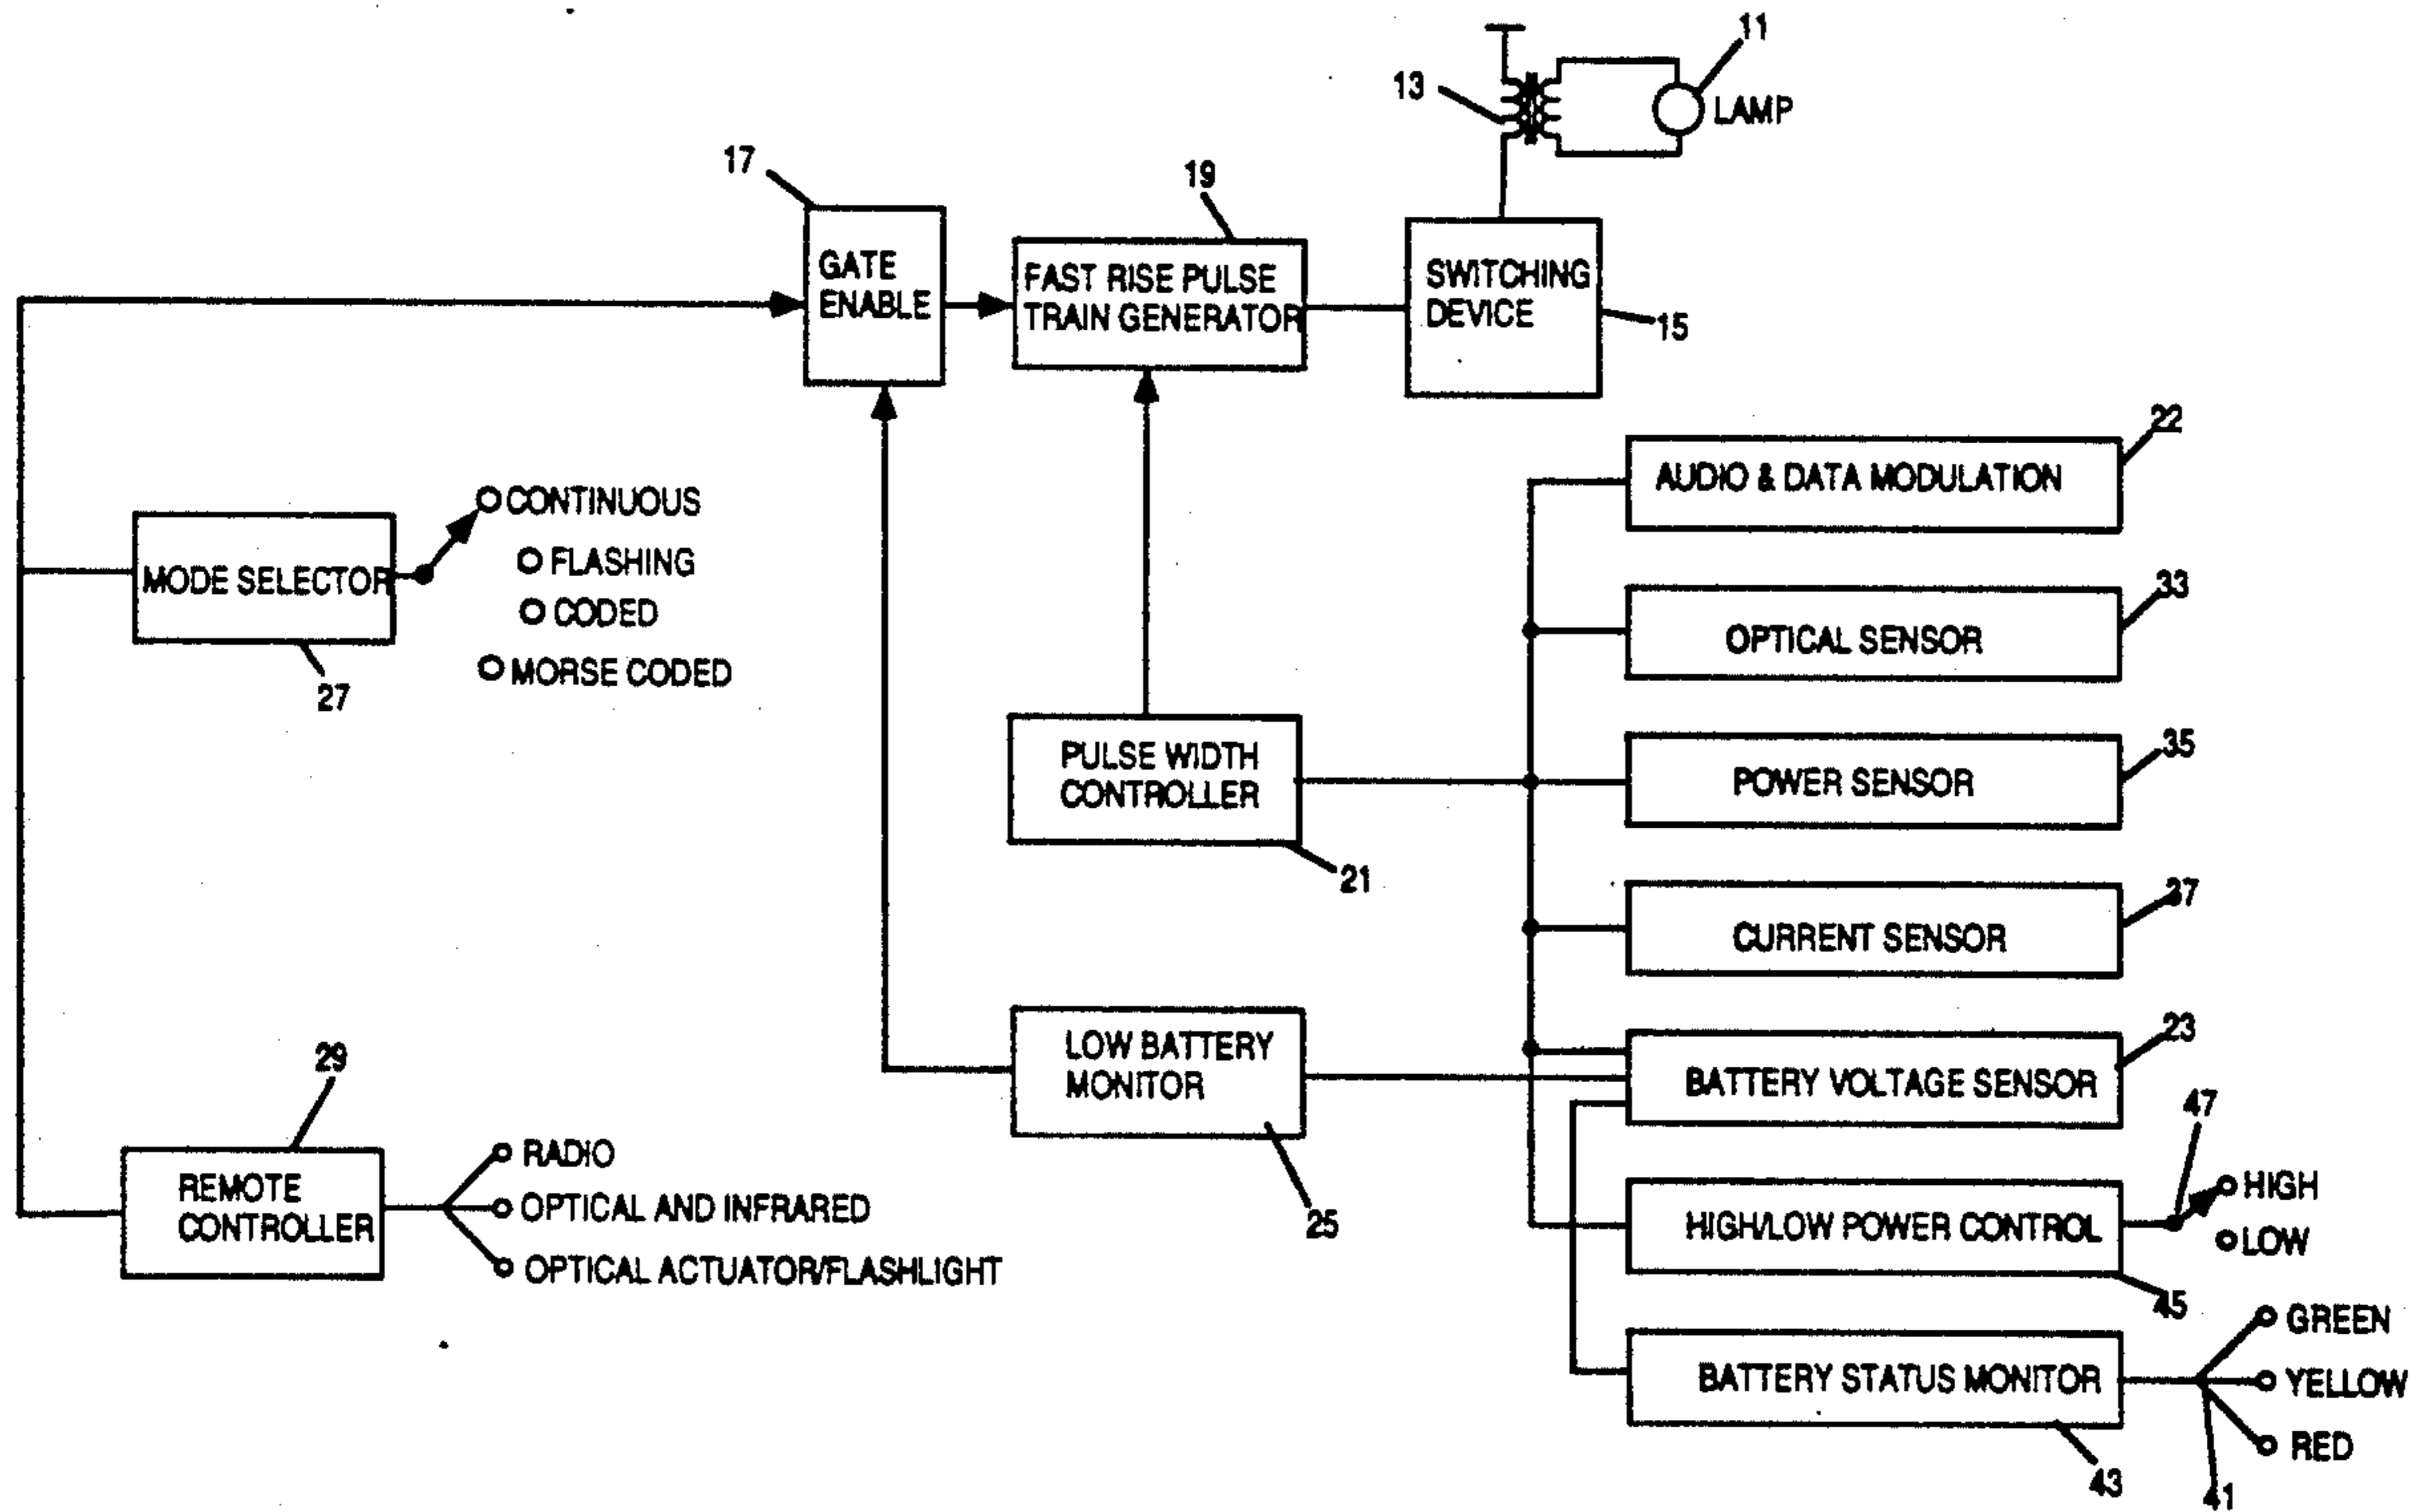 11
13
LAMP
17
19
GATE
ENABLE
FAST RISE PULSE
TRAIN GENERATOR
SWITCHING
DEVICE
15
22
AUDIO & DATA MODULATION
CONTINUOUS
FLASHING
CODED
MORSE CODED
MODE SELECTOR
27
33
OPTICAL SENSOR
PULSE WIDTH
CONTROLLER
21
35
POWER SENSOR
37
CURRENT SENSOR
LOW BATTERY
MONITOR
25
23
BATTERY VOLTAGE SENSOR
29
REMOTE
CONTROLLER
RADIO
OPTICAL AND INFRARED
OPTICAL ACTUATOR/FLASHLIGHT
47
HIGH/LOW POWER CONTROL
HIGH
LOW
45
BATTERY STATUS MONITOR
GREEN
YELLOW
RED
43
41